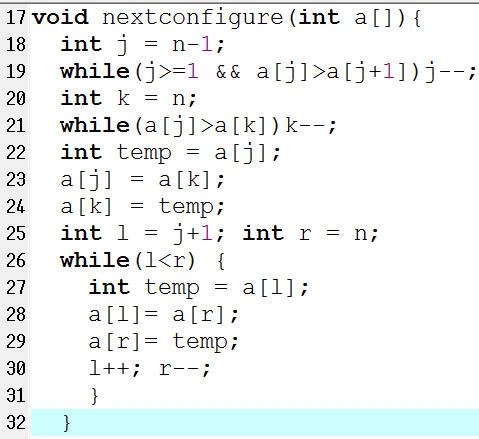 17 void nextconfigure(int a[]){
18 int j = n-1;
19 while(j>=1 && a[j]>a[j+1])j--;
20 int k = n;
21 while(a[j]>a[k])k--;
22 int temp = a[j];
23 a[j] = a[k];
24 a[k] = temp;
25 int l = j+1; int r = n;
26 while(l<r) {
27 int temp = a[l];
28 a[l]= a[r];
29 a[r]= temp;
30 l++; r--;
31 }
32 }